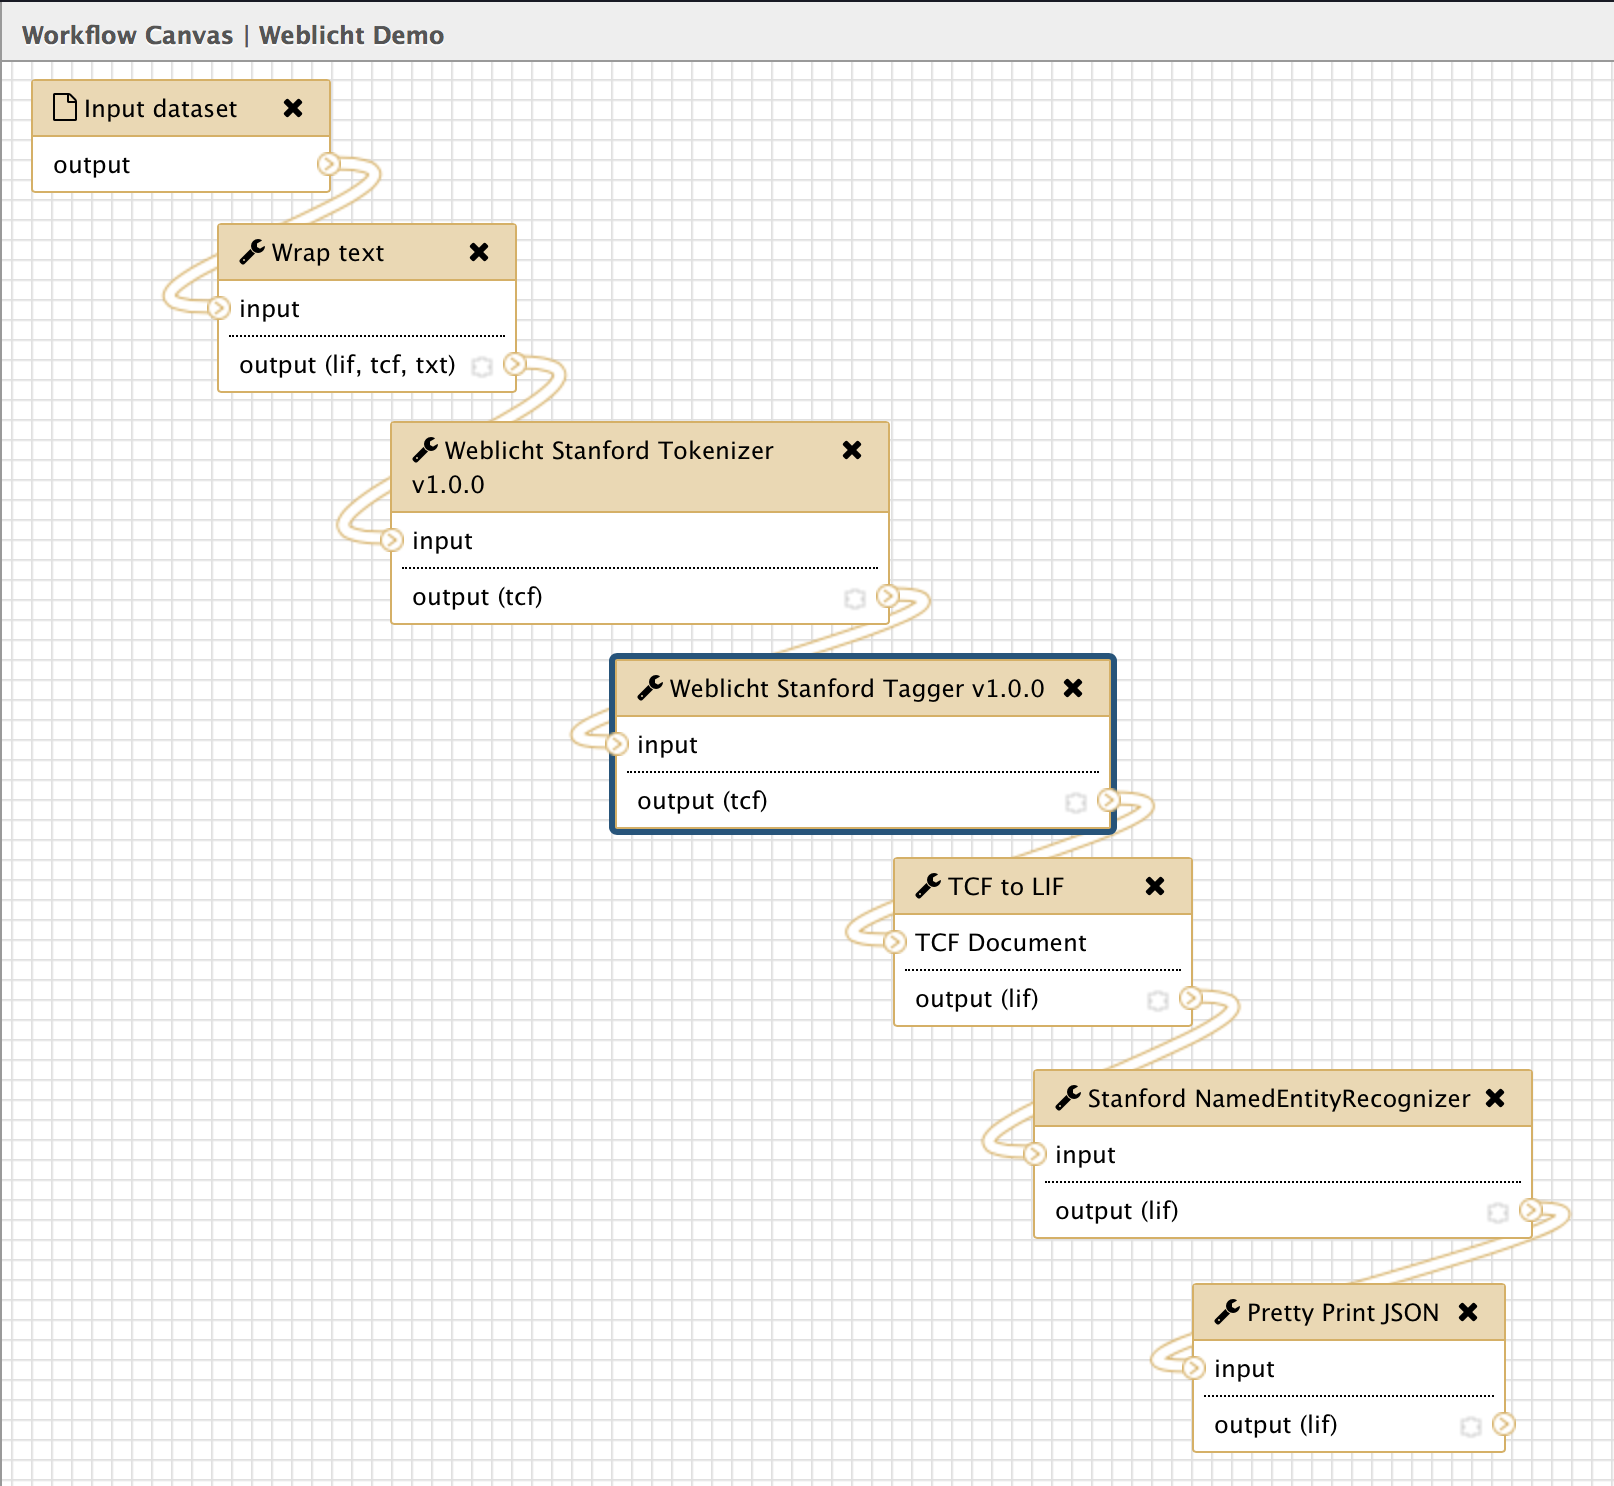 Workflow Canvas | Weblicht Demo
Input dataset
output
Wrap text
input
output (lif, tcf, txt)
Weblicht Stanford Tokenizer
v1.0.0
input
output (tcf)
Weblicht Stanford Tagger v1.0.0
input
output (tcf)
TCF to LIF
TCF Document
output (lif)
Stanford NamedEntityRecognizer
input
output (lif)
Pretty Print JSON
input
output (lif)